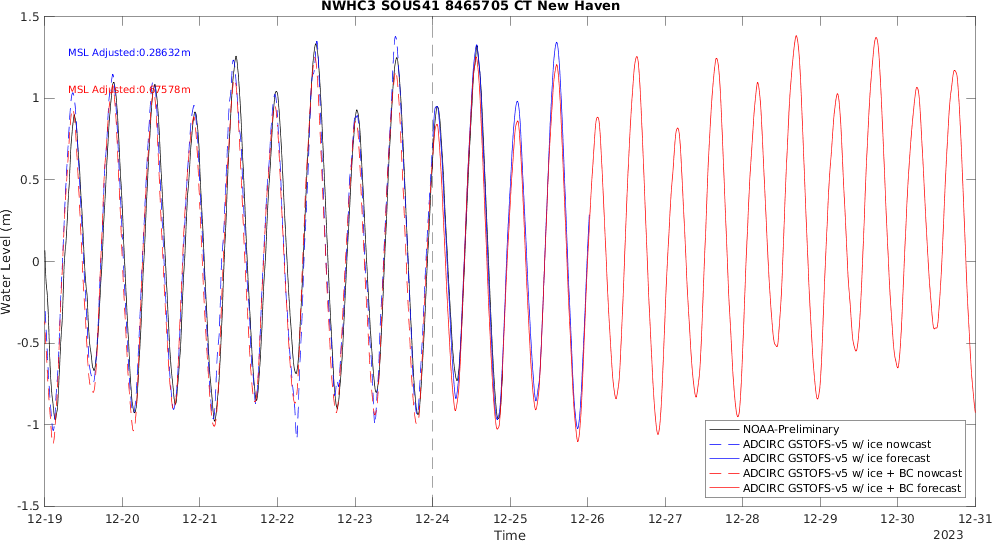 NWHC3 SOUS41 8465705 CT New Haven
MSL Adjusted:0.28632m
MSL Adjusted:0.67578m
Water Level (m)
1.5
1
0.5
0
-0.5
-1
-1.5
NOAA-Preliminary
ADCIRC GSTOFS-v5 w/ ice nowcast
ADCIRC GSTOFS-v5 w/ ice forecast
ADCIRC GSTOFS-v5 w/ ice + BC nowcast
ADCIRC GSTOFS-v5 w/ ice + BC forecast
12-19 12-20 12-21 12-22 12-23 12-24 12-25 12-26 12-27 12-28 12-29 12-30 12-31
Time
2023